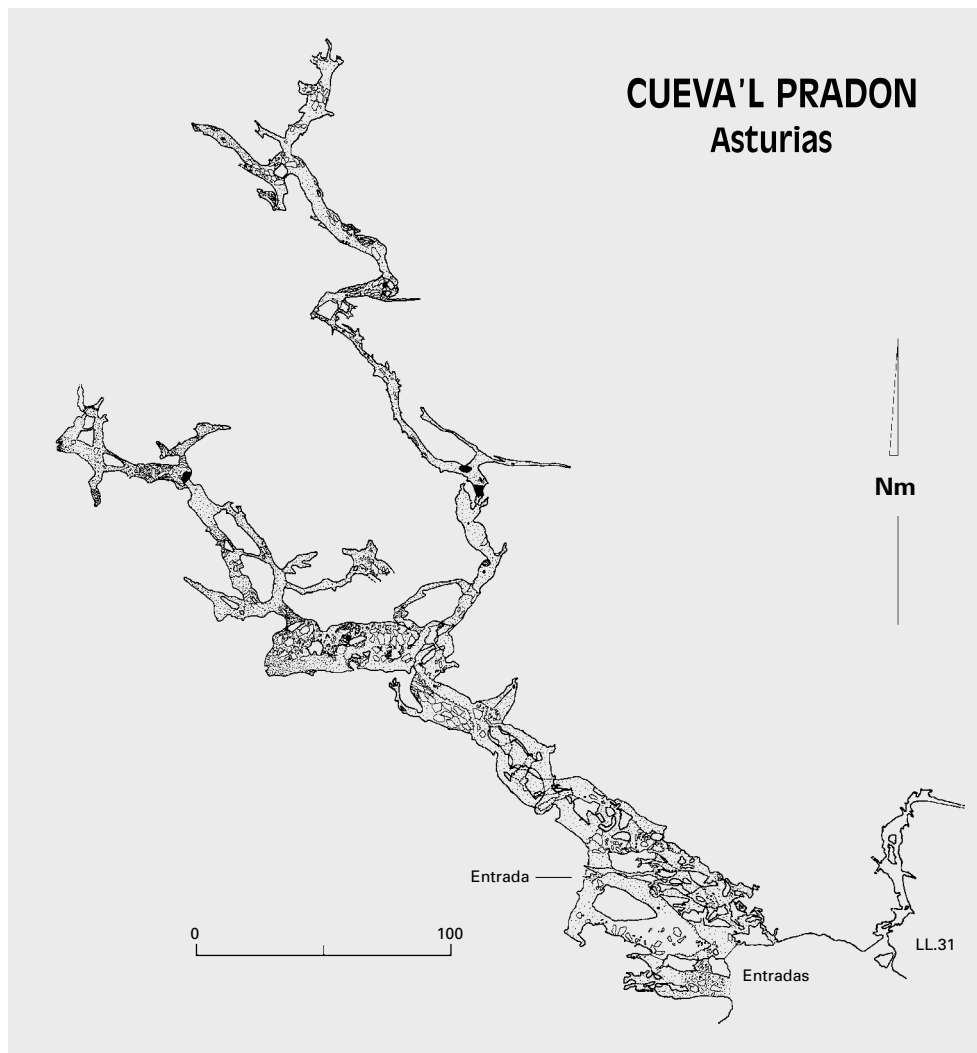 CUEVA'L PRADON
Asturias
Nm
Entrada
0 100
LL.31
Entradas